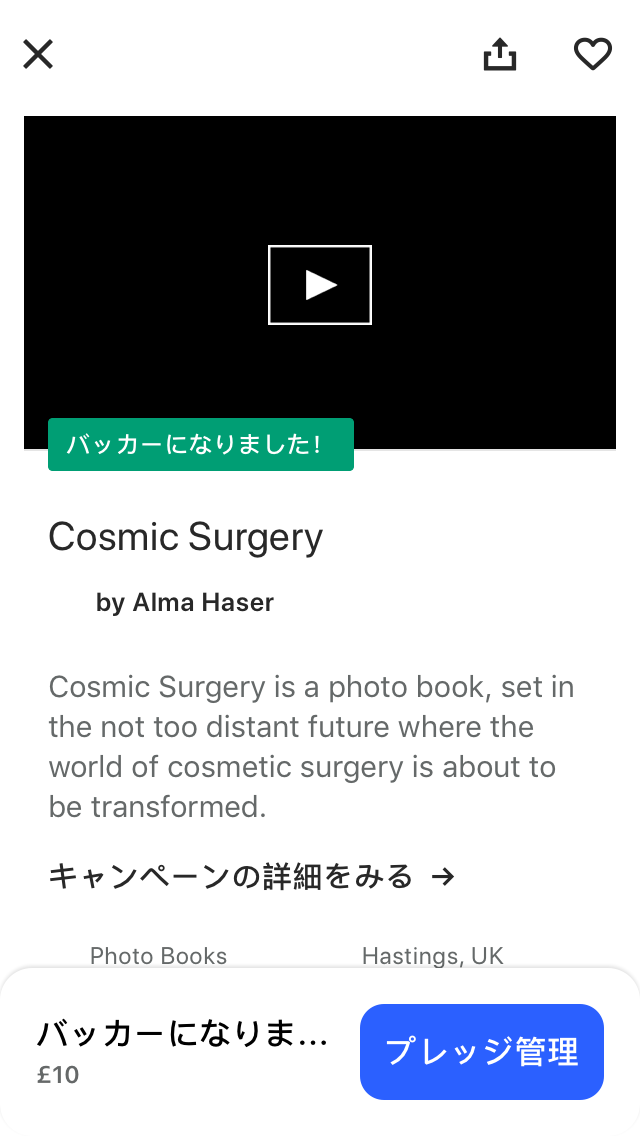 バッカーになりました!
Cosmic Surgery
by Alma Haser
Cosmic Surgery is a photo book, set in
the not too distant future where the
world of cosmetic surgery is about to
be transformed.
キャンペーンの詳細をみる →
Photo Books
Hastings, UK
バッカーになりま...
£10
プレッジ管理